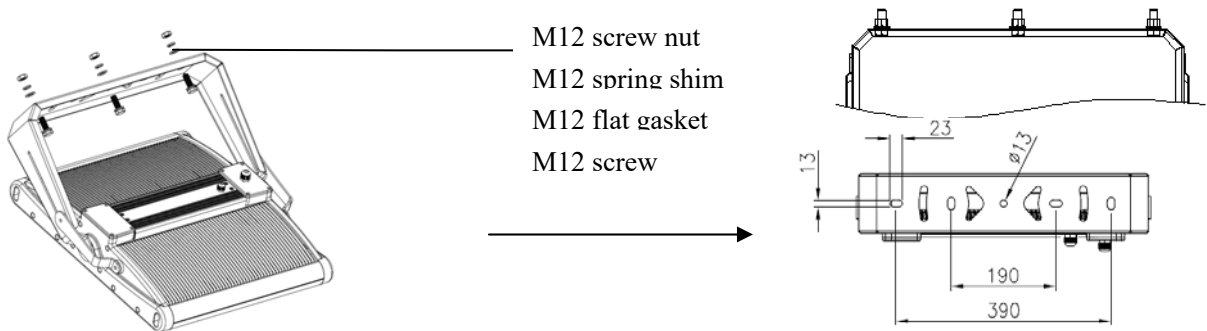 M12 screw nut
M12 spring shim
M12 flat gasket
M12 screw
23
13
ø13
190
390